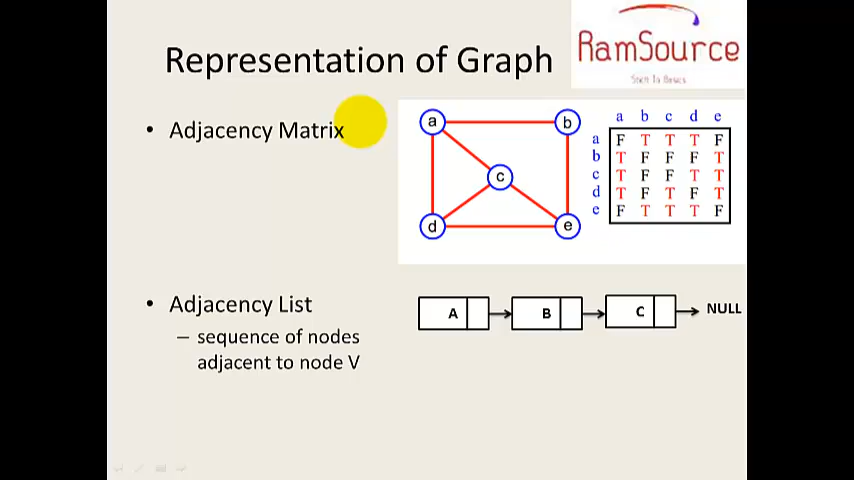 Representation of Graph
RamSource
• Adjacency Matrix
a
b
c
d
e
a b c d e
a F T T T F
b T F F F T
c T F F T T
d T F T F T
e F T T T F
• Adjacency List
– sequence of nodes
adjacent to node V
A B C NULL